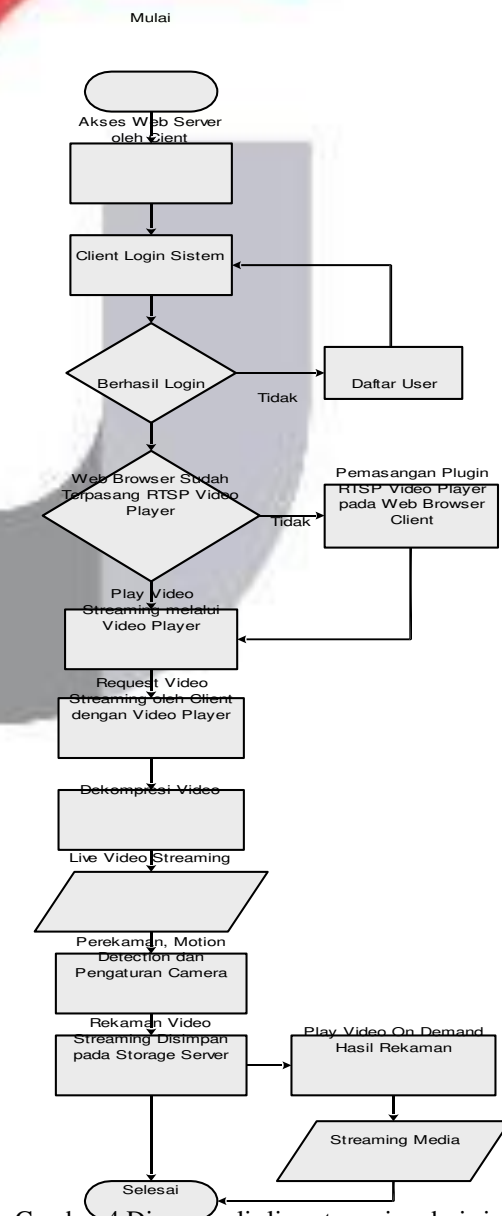 Mulai
Akses Web Server
oleh Cient
Client Login Sistem
Berhasil Login
Tidak
Daftar User
Web Browser Sudah
Terpasang RTSP Video
Player
Tidak
Pemasangan Plugin
RTSP Video Player
pada Web Browser
Client
Play Video
Streaming melalui
Video Player
Request Video
Streaming oleh Client
dengan Video Player
Dekompresi Video
Live Video Streaming
Perekaman, Motion
Detection dan
Pengaturan Camera
Rekaman Video
Streaming Disimpan
pada Storage Server
Play Video On Demand
Hasil Rekaman
Streaming Media
Selesai